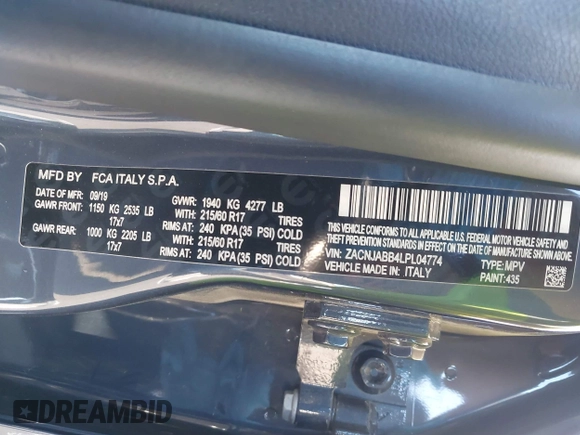 MFD BY FCA ITALY S.P.A.
DATE OF MFR: 09/19 GVWR: 1940 KG 4277 LB
GAWR FRONT: 1150 KG 2535 LB WITH: 215/60 R17 TIRES
17x7 RIMS AT: 240 KPA(35 PSI) COLD
GAWR REAR: 1000 KG 2205 LB WITH: 215/60 R17 TIRES
17x7 RIMS AT: 240 KPA(35 PSI) COLD
THIS VEHICLE CONFORMS TO ALL APPLICABLE U.S. FEDERAL MOTOR VEHICLE SAFETY
AND THEFT PREVENTION STANDARDS IN EFFECT ON THE DATE OF MANUFACTURE SHOWN ABOVE
VIN: ZACNJABB4LPL04774 TYPE: MPV
VEHICLE MADE IN: ITALY PAINT: 435
DREAMBID